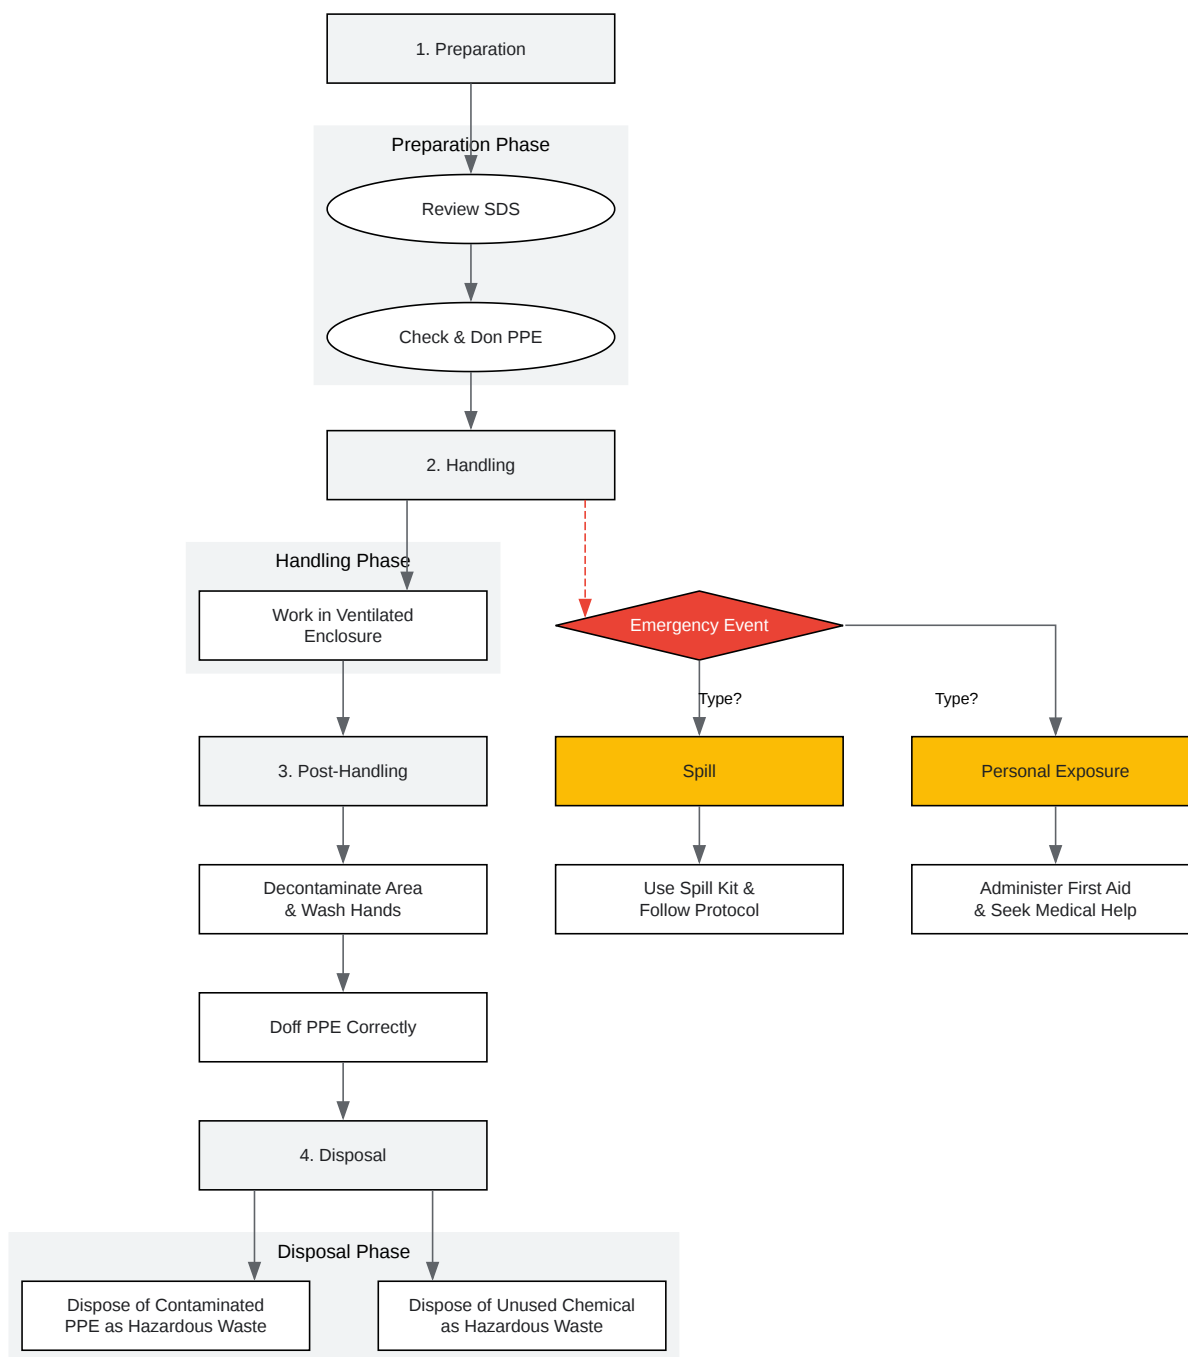 1. Preparation
Preparation Phase
Review SDS
Check & Don PPE
2. Handling
Handling Phase
Work in Ventilated
Enclosure
Emergency Event
Type?
Type?
3. Post-Handling
Spill
Personal Exposure
Decontaminate Area
& Wash Hands
Use Spill Kit &
Follow Protocol
Administer First Aid
& Seek Medical Help
Doff PPE Correctly
4. Disposal
Disposal Phase
Dispose of Contaminated
PPE as Hazardous Waste
Dispose of Unused Chemical
as Hazardous Waste